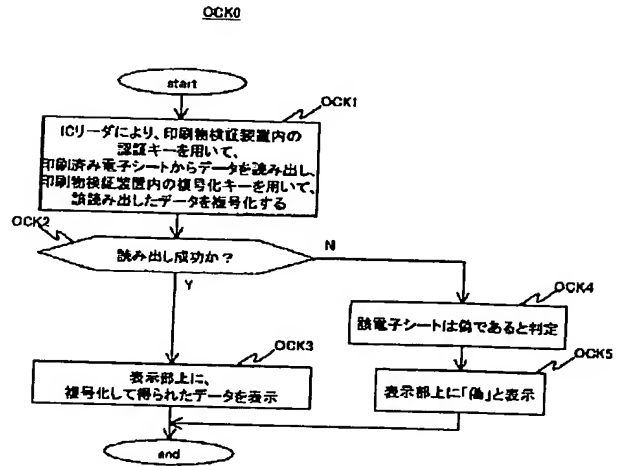 OCK0
start
OCK1
ICリーダにより、印刷物検証装置内の
認証キーを用いて、
印刷済み電子シートからデータを読み出し、
印刷物検証装置内の復号化キーを用いて、
該読み出したデータを復号化する
OCK2
読み出し成功か？
N
Y
OCK4
該電子シートは偽であると判定
OCK3
表示部上に、
復号化して得られたデータを表示
OCK5
表示部上に「偽」と表示
end